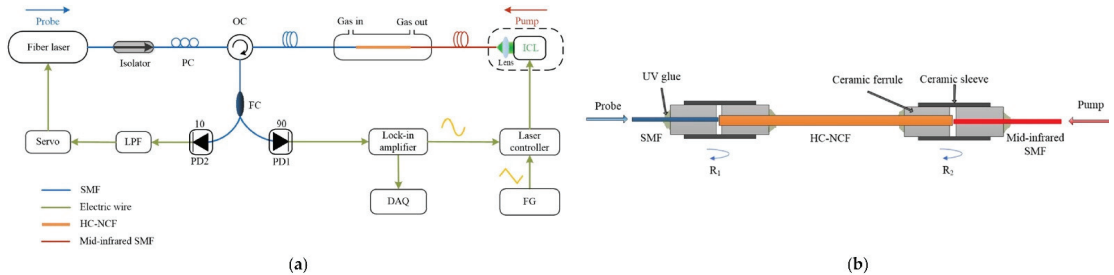 Probe
OC
Gas in
Gas out
Pump
Fiber laser
Isolator
PC
Lens
ICL
FC
10
90
Servo
LPF
PD2
PD1
Lock-in
amplifier
Laser
controller
DAQ
FG
SMF
Electric wire
HC-NCF
Mid-infrared SMF
(a)
UV glue
Ceramic ferrule
Ceramic sleeve
Probe
Pump
SMF
HC-NCF
Mid-infrared
SMF
R1
R2
(b)